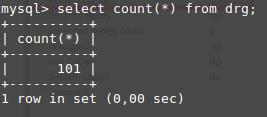 mysql> select count(*) from drg;
+----------+
| count(*) |
+----------+
|      101 |
+----------+
1 row in set (0,00 sec)